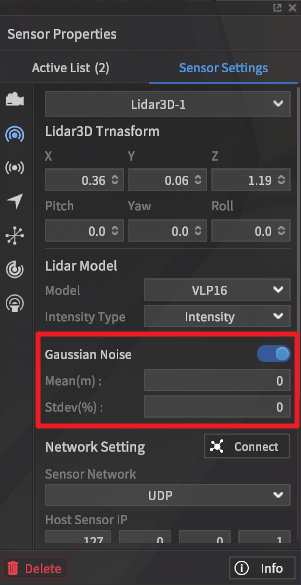 Sensor Properties
Active List (2) Sensor Settings
Lidar3D-1
Lidar3D Trnasform
X Y Z
0.36 0.06 1.19
Pitch Yaw Roll
0.0 0.0 0.0
Lidar Model
Model VLP16
Intensity Type Intensity
Gaussian Noise
Mean(m) : 0
Stdev(%) : 0
Network Setting Connect
Sensor Network
UDP
Host Sensor IP
127 0 0 1
Delete Info